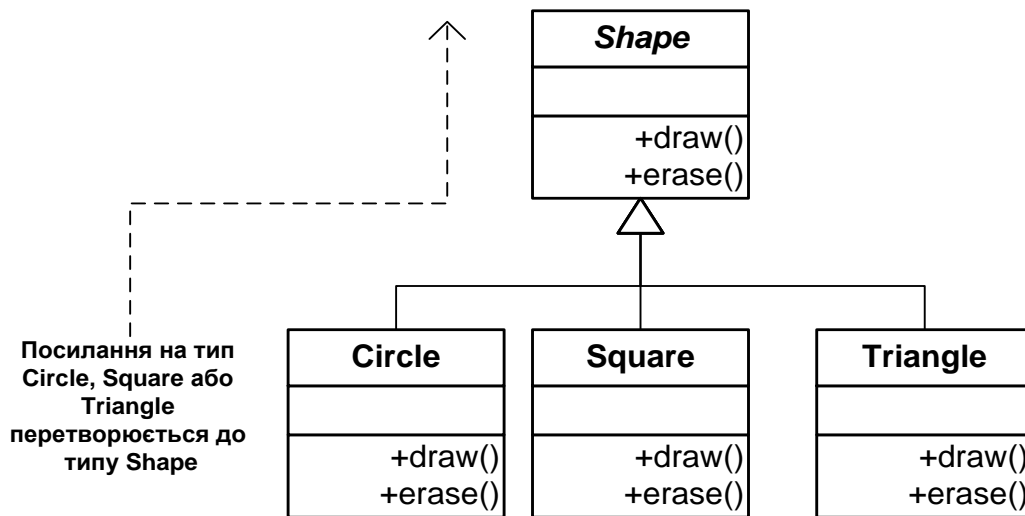 Shape
+draw()
+erase()
Посилання на тип
Circle, Square або
Triangle
перетворюється до
типу Shape
Circle
+draw()
+erase()
Square
+draw()
+erase()
Triangle
+draw()
+erase()